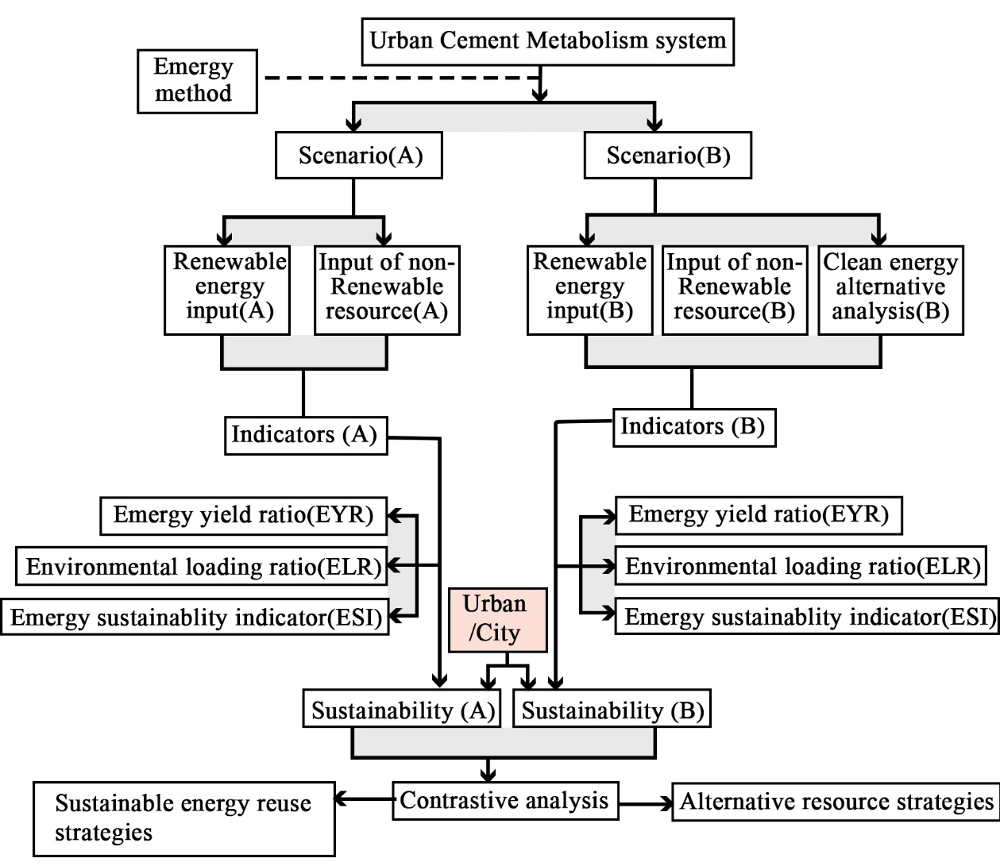 Urban Cement Metabolism system
Emergy
method
Scenario(A)
Scenario(B)
Renewable
energy
input(A)
Input of non-
Renewable
resource(A)
Renewable
energy
input(B)
Input of non-
Renewable
resource(B)
Clean energy
alternative
analysis(B)
Indicators (A)
Indicators (B)
Emergy yield ratio(EYR)
Environmental loading ratio(ELR)
Emergy sustainablity indicator(ESI)
Emergy yield ratio(EYR)
Environmental loading ratio(ELR)
Emergy sustainablity indicator(ESI)
Urban
/City
Sustainability (A)
Sustainability (B)
Sustainable energy reuse
strategies
Contrastive analysis
Alternative resource strategies